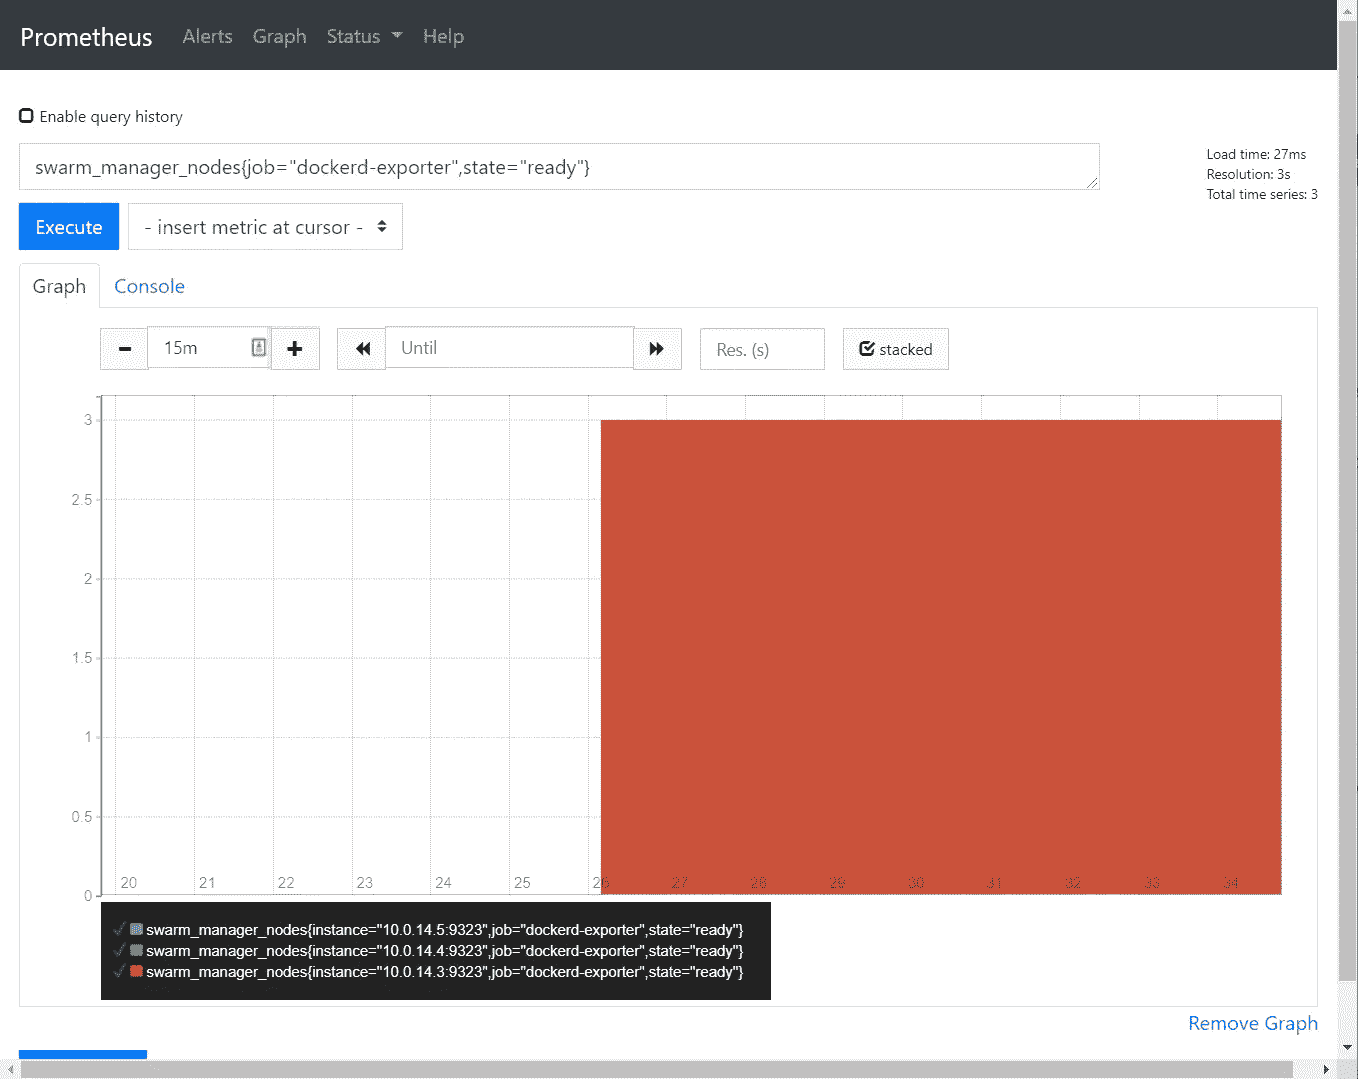 Prometheus Alerts Graph Status Help
Enable query history
swarm_manager_nodes{job="dockerd-exporter",state="ready"}
Load time: 27ms
Resolution: 3s
Total time series: 3
Execute - insert metric at cursor -
Graph Console
15m Until Res. (s) stacked
3
2.5
2
1.5
1
0.5
0
20 21 22 23 24 25 26 27 28 29 30 31 32 33 34
swarm_manager_nodes{instance="10.0.14.5:9323",job="dockerd-exporter",state="ready"}
swarm_manager_nodes{instance="10.0.14.4:9323",job="dockerd-exporter",state="ready"}
swarm_manager_nodes{instance="10.0.14.3:9323",job="dockerd-exporter",state="ready"}
Remove Graph